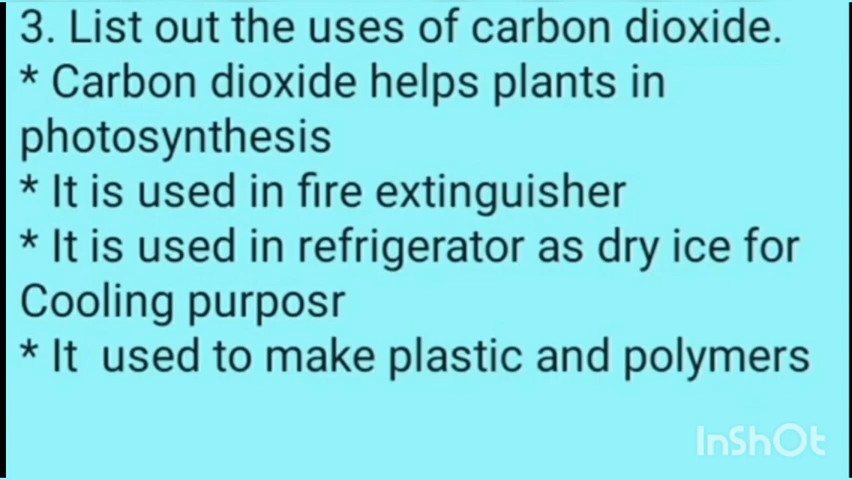 3. List out the uses of carbon dioxide.
* Carbon dioxide helps plants in
photosynthesis
* It is used in fire extinguisher
* It is used in refrigerator as dry ice for
Cooling purposr
* It  used to make plastic and polymers
InShOt